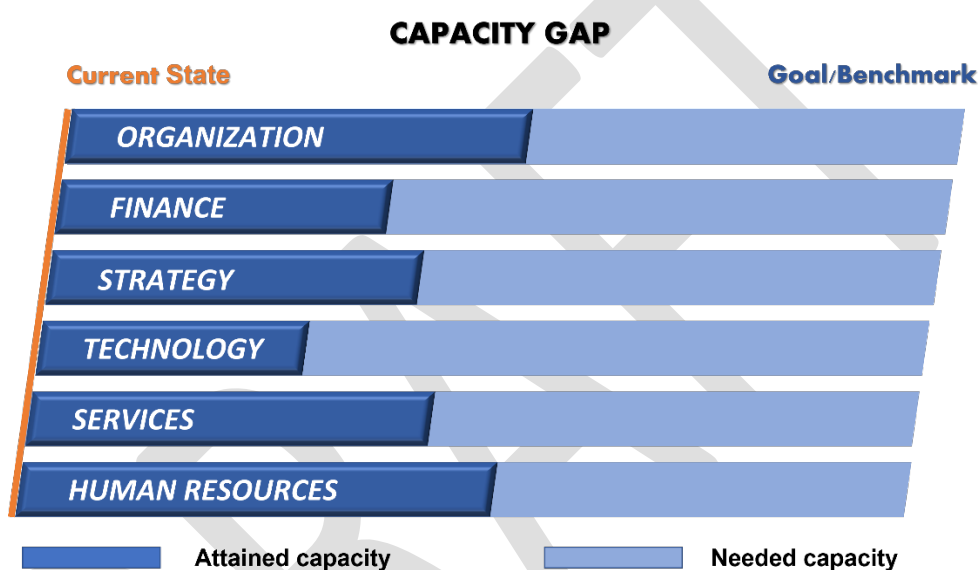 CAPACITY GAP
Current State Goal/Benchmark
ORGANIZATION
FINANCE
STRATEGY
TECHNOLOGY
SERVICES
HUMAN RESOURCES
Attained capacity Needed capacity